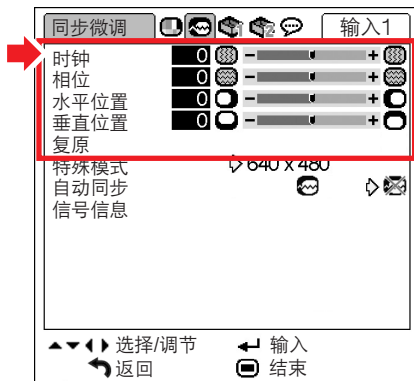 同步微调 输入1
时钟 0 − +
相位 0 − +
水平位置 0 − +
垂直位置 0 − +
复原
特殊模式 640 x 480
自动同步
信号信息
选择/调节 输入
返回 结束